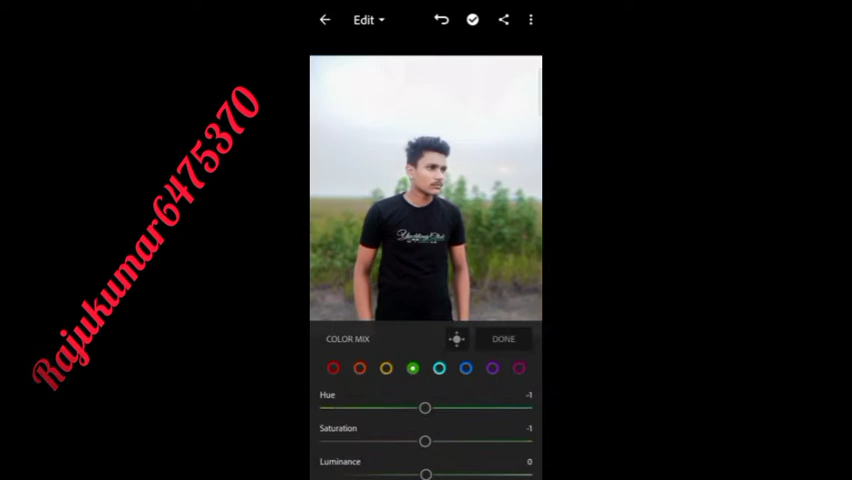 Edit
Rajukumar6475370
COLOR MIX
DONE
Hue
-1
Saturation
-1
Luminance
0